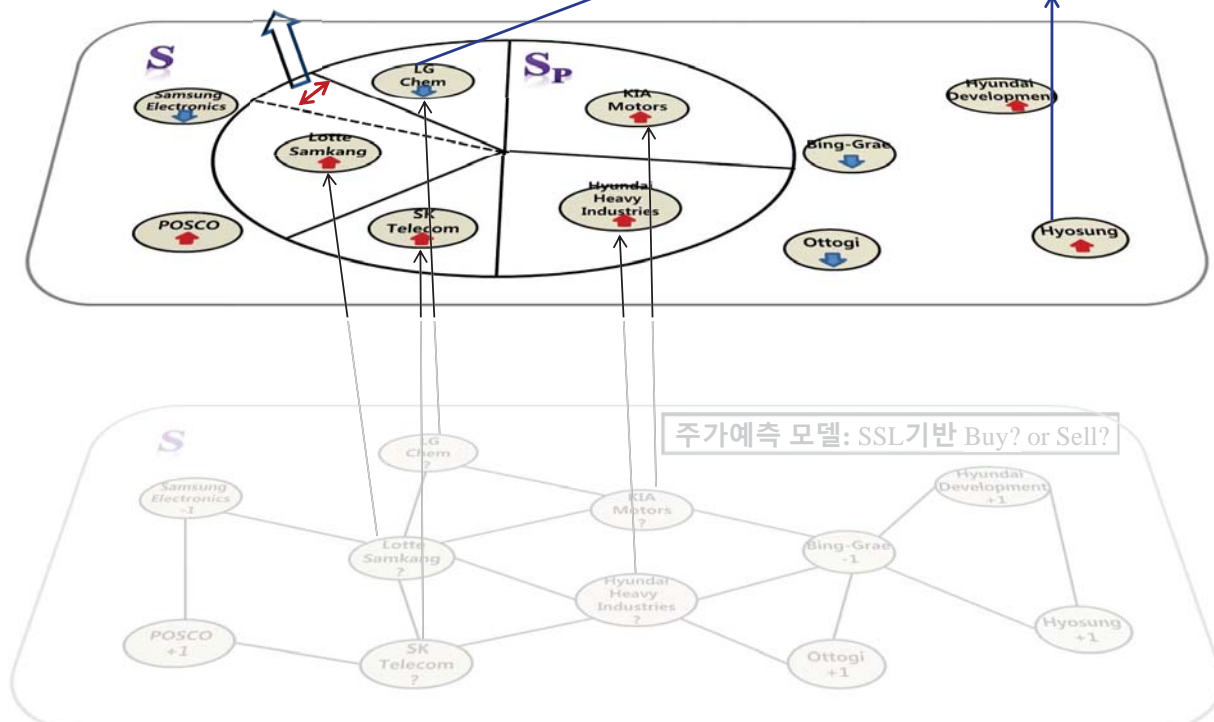 S
S_P
LG
Chem
Samsung
Electronics
KIA
Motors
Hyundai
Development
Lotte
Samkang
Bing-Grae
Hyundai
Heavy
Industries
SK
Telecom
POSCO
Ottogi
Hyosung
주가예측 모델: SSL기반 Buy? or Sell?
S
LG
Chem
?
Samsung
Electronics
-1
Hyundai
Development
+1
KIA
Motors
?
Lotte
Samkang
?
Bing-Grae
-1
Hyundai
Heavy
Industries
?
POSCO
+1
SK
Telecom
?
Ottogi
+1
Hyosung
+1